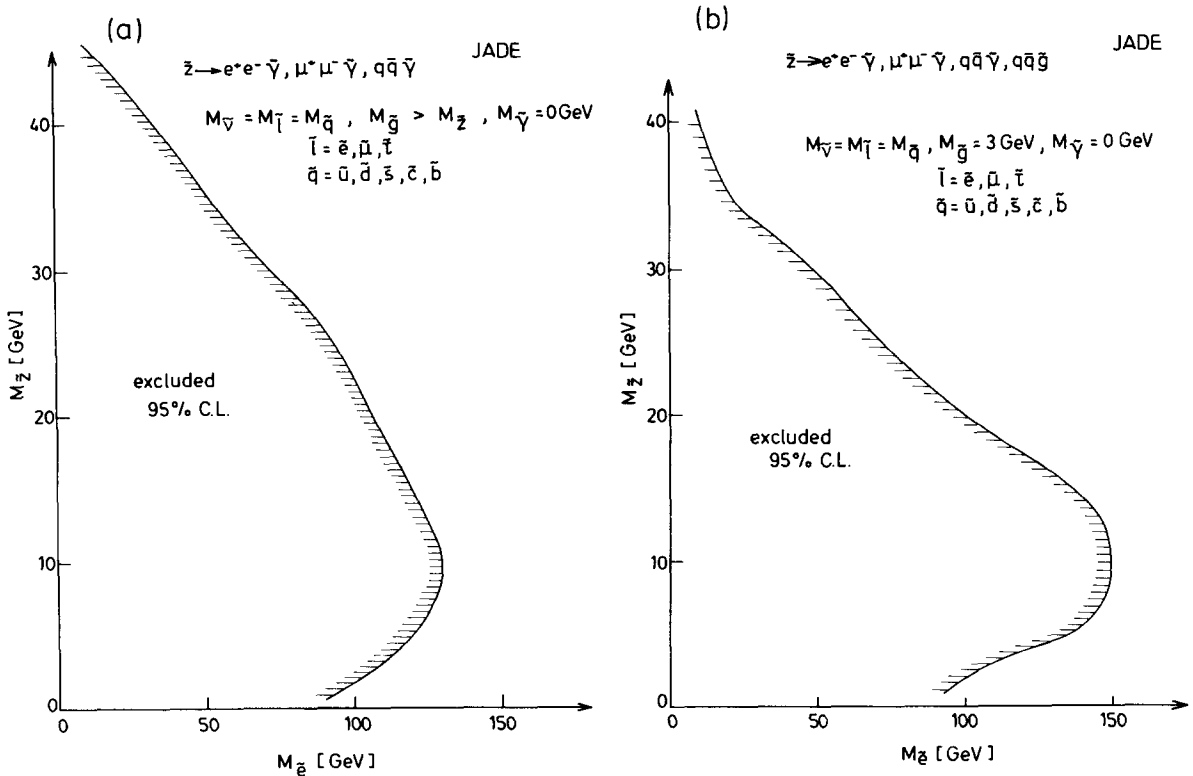 (a)
JADE
z̃ → e⁺e⁻γ̃, μ⁺μ⁻γ̃, qq̄γ̃
M_ν̃ = M_l̃ = M_q̃ , M_g̃ > M_z̃ , M_γ̃ = 0 GeV
l̃ = ẽ, μ̃, τ̃
q̃ = ũ, d̃, s̃, c̃, b̃
M_z̃ [GeV]
40
30
20
10
0
excluded
95% C.L.
0 50 100 150
M_ẽ [GeV]
(b)
JADE
z̃ → e⁺e⁻γ̃, μ⁺μ⁻γ̃, qq̄γ̃, qq̄g̃
M_ν̃ = M_l̃ = M_q̃ , M_g̃ = 3 GeV , M_γ̃ = 0 GeV
l̃ = ẽ, μ̃, τ̃
q̃ = ũ, d̃, s̃, c̃, b̃
M_z̃ [GeV]
40
30
20
10
0
excluded
95% C.L.
0 50 100 150
M_ẽ [GeV]